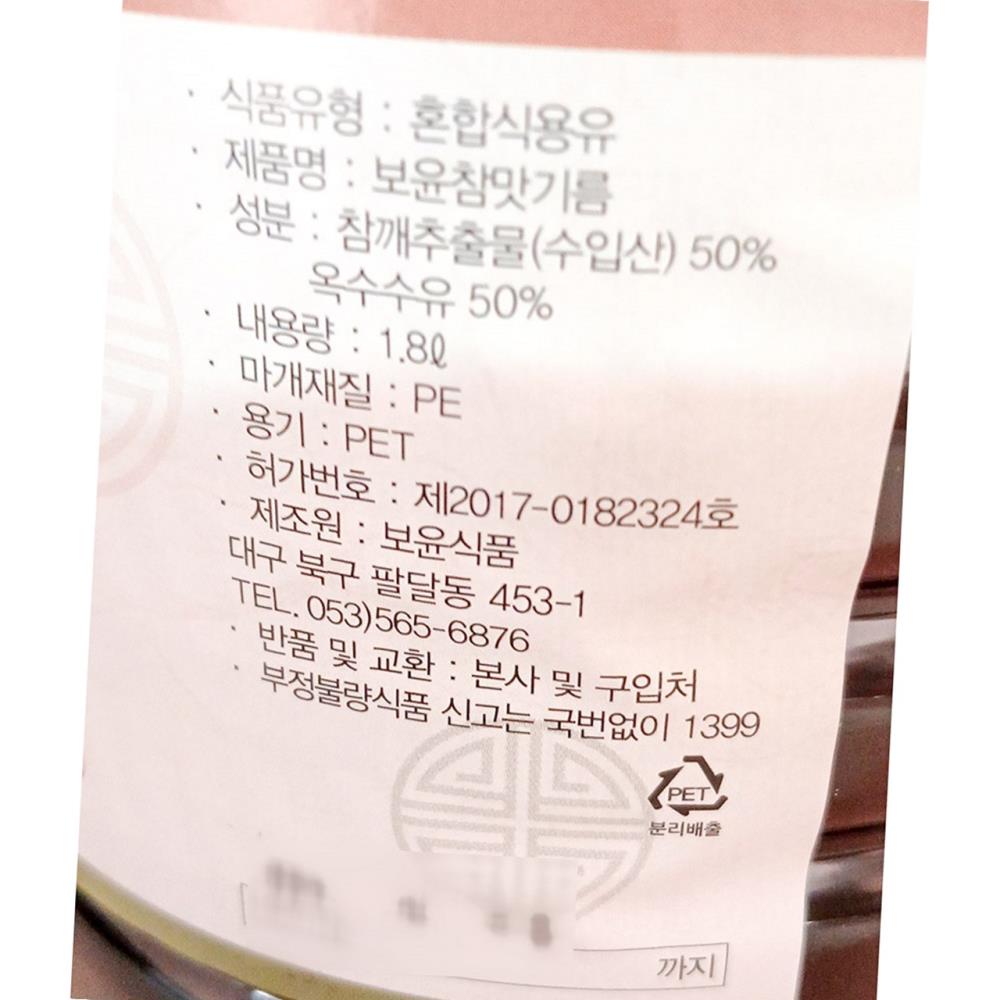 · 식품유형 : 혼합식용유
· 제품명 : 보윤참맛기름
· 성분 : 참깨추출물(수입산) 50%
옥수수유 50%
· 내용량 : 1.8ℓ
· 마개재질 : PE
· 용기 : PET
· 허가번호 : 제2017-0182324호
· 제조원 : 보윤식품
대구 북구 팔달동 453-1
TEL. 053)565-6876
· 반품 및 교환 : 본사 및 구입처
· 부정불량식품 신고는 국번없이 1399
PET
분리배출
까지